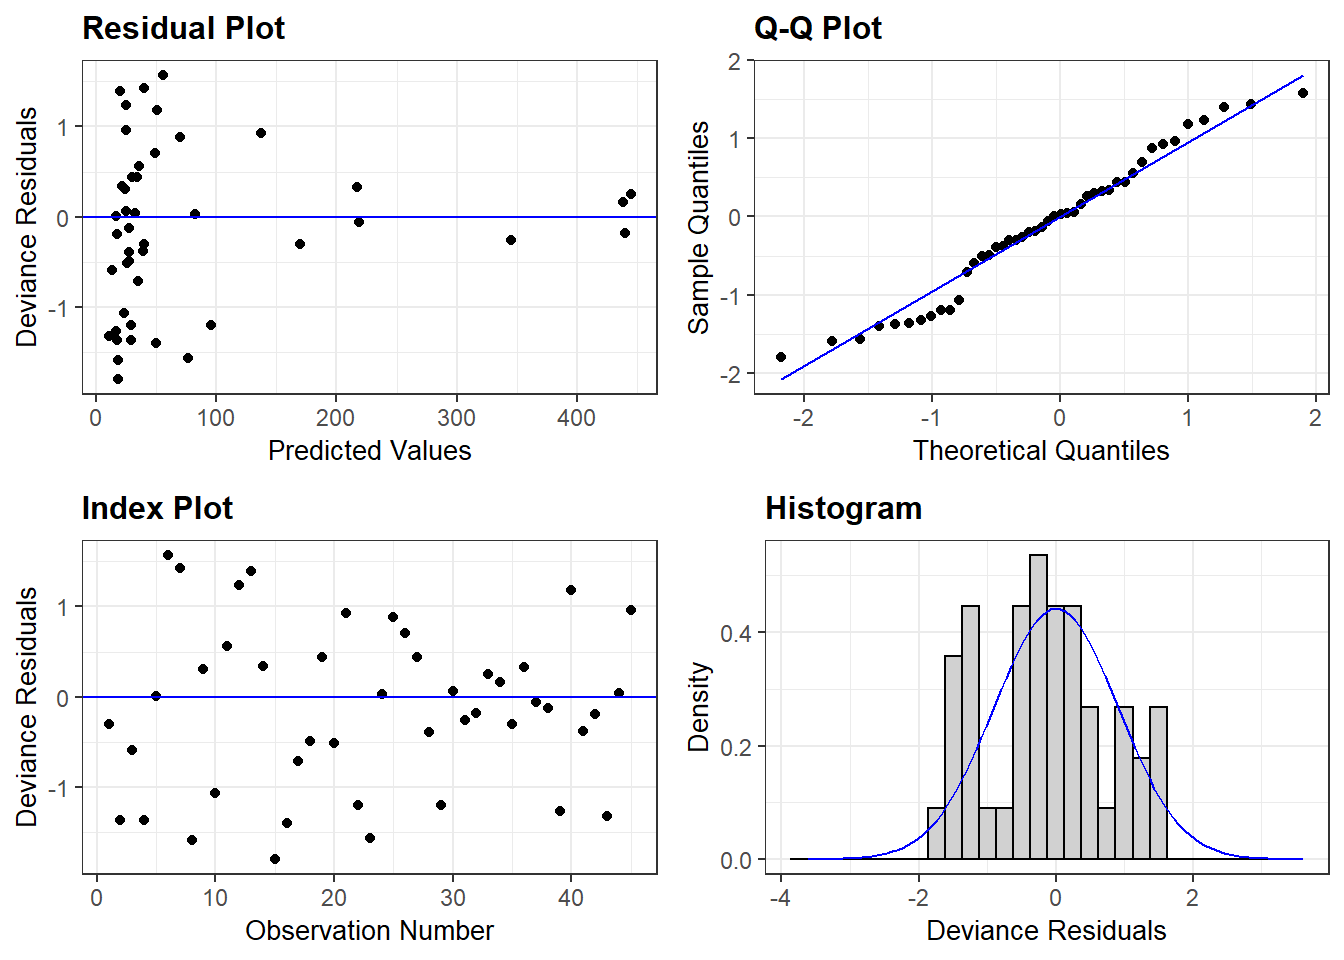 Residual Plot
Deviance Residuals
1
0
-1
0
100
200
300
400
Predicted Values
Q-Q Plot
Sample Quantiles
2
1
0
-1
-2
-2
-1
0
1
2
Theoretical Quantiles
Index Plot
Deviance Residuals
1
0
-1
0
10
20
30
40
Observation Number
Histogram
Density
0.4
0.2
0.0
-4
-2
0
2
Deviance Residuals